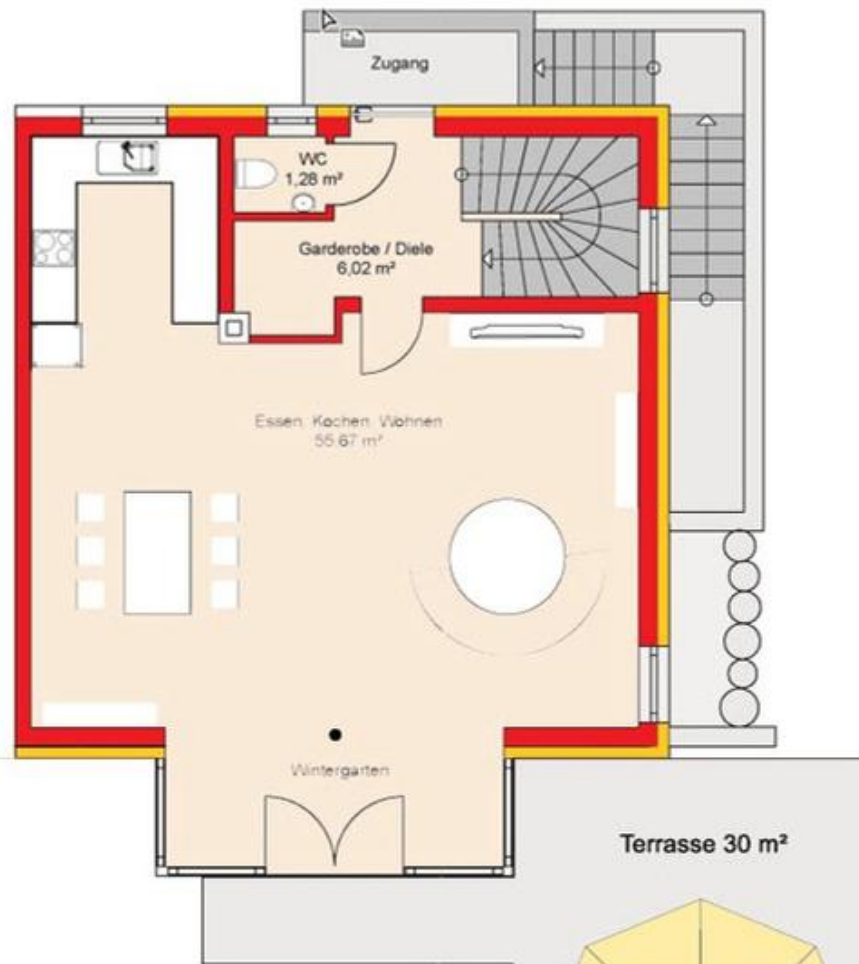 Zugang
WC
1,28 m²
Garderobe / Diele
6,02 m²
Essen Kochen Wohnen
55.67 m²
Wintergarten
Terrasse 30 m²